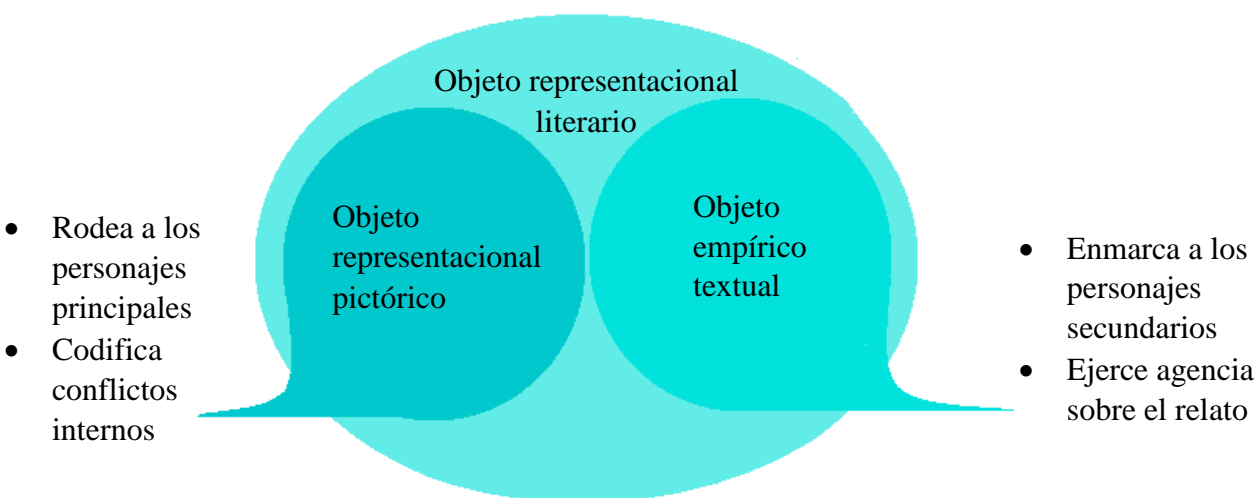 Objeto representacional
literario
Objeto
representacional
pictórico
Objeto
empírico
textual
• Rodea a los
personajes
principales
• Codifica
conflictos
internos
• Enmarca a los
personajes
secundarios
• Ejerce agencia
sobre el relato